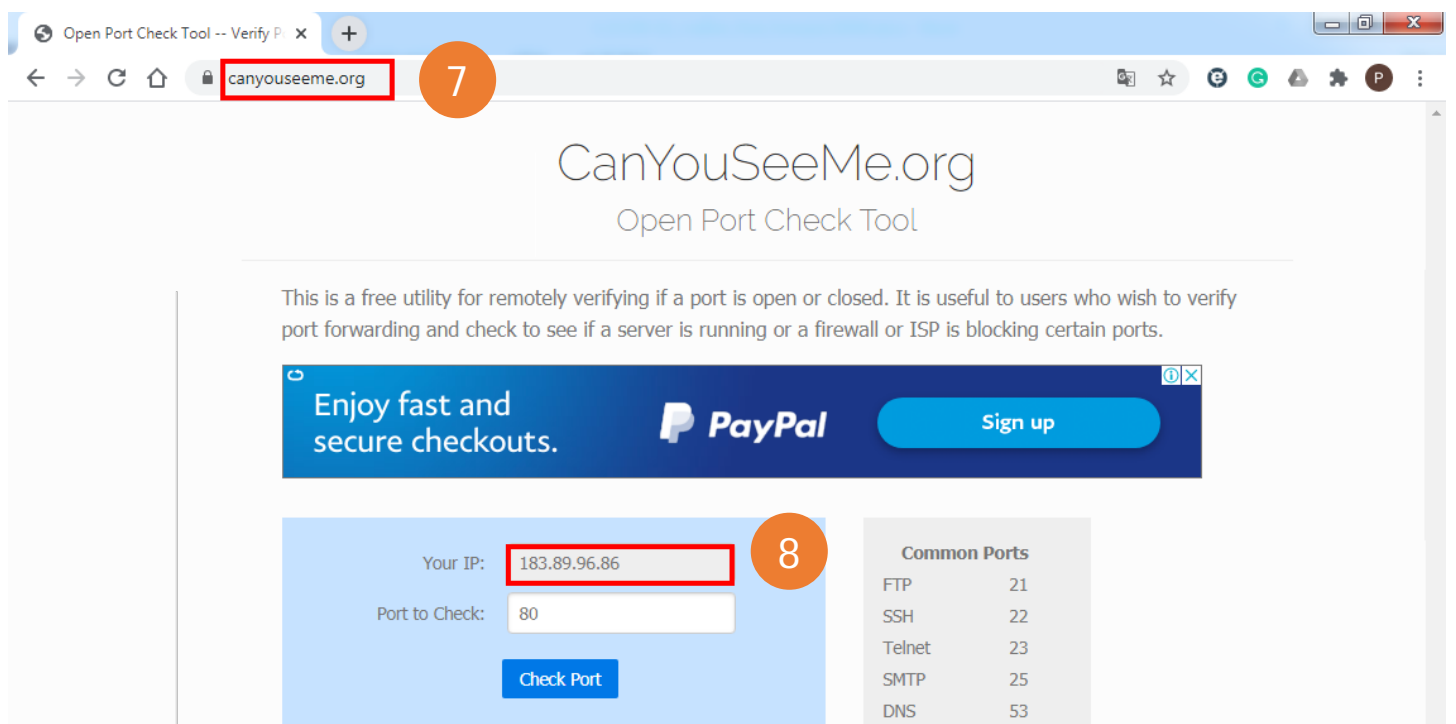 Open Port Check Tool -- Verify P
canyouseeme.org
7
P
CanYouSeeMe.org
Open Port Check Tool
This is a free utility for remotely verifying if a port is open or closed. It is useful to users who wish to verify
port forwarding and check to see if a server is running or a firewall or ISP is blocking certain ports.
Enjoy fast and
secure checkouts.
PayPal
Sign up
8
Your IP: 183.89.96.86
Port to Check: 80
Check Port
Common Ports
FTP 21
SSH 22
Telnet 23
SMTP 25
DNS 53